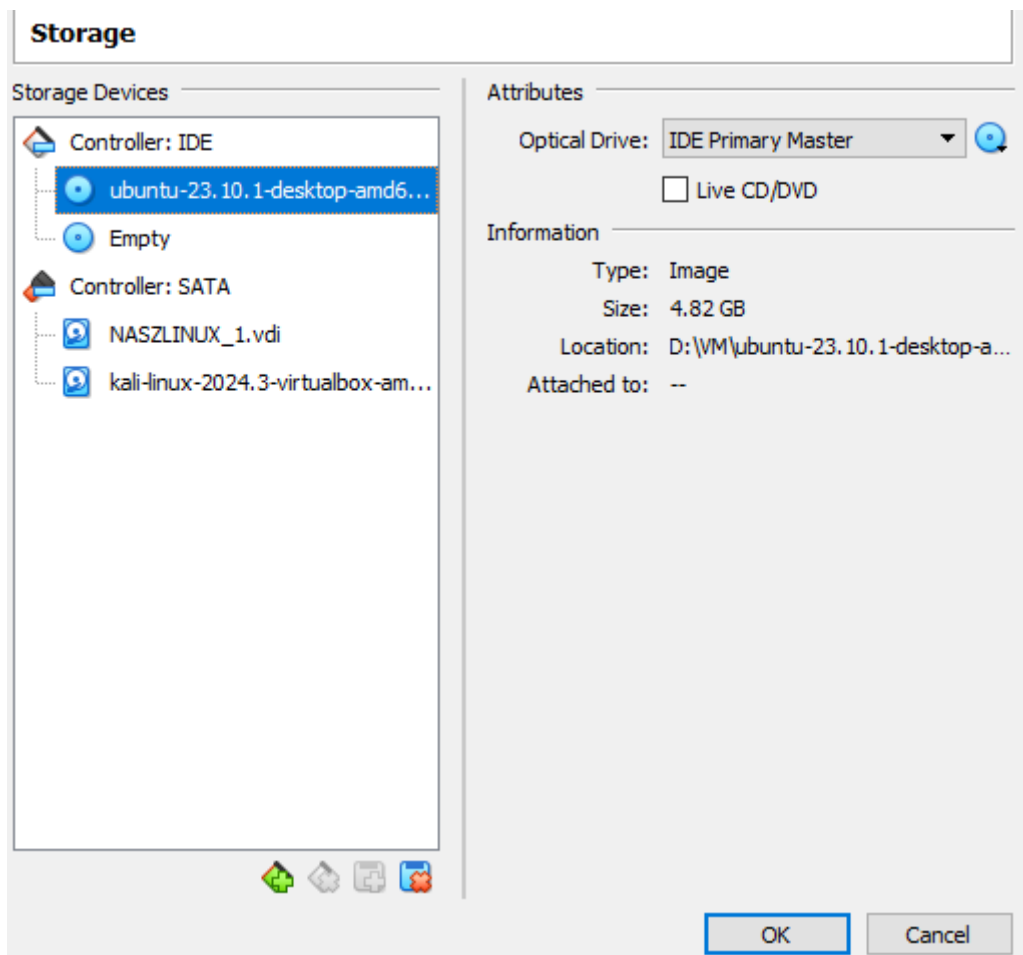 Storage
Storage Devices
Controller: IDE
ubuntu-23.10.1-desktop-amd6...
Empty
Controller: SATA
NASZLINUX_1.vdi
kali-linux-2024.3-virtualbox-am...
Attributes
Optical Drive: IDE Primary Master
Live CD/DVD
Information
Type: Image
Size: 4.82 GB
Location: D:\VM\ubuntu-23.10.1-desktop-a...
Attached to: --
OK Cancel